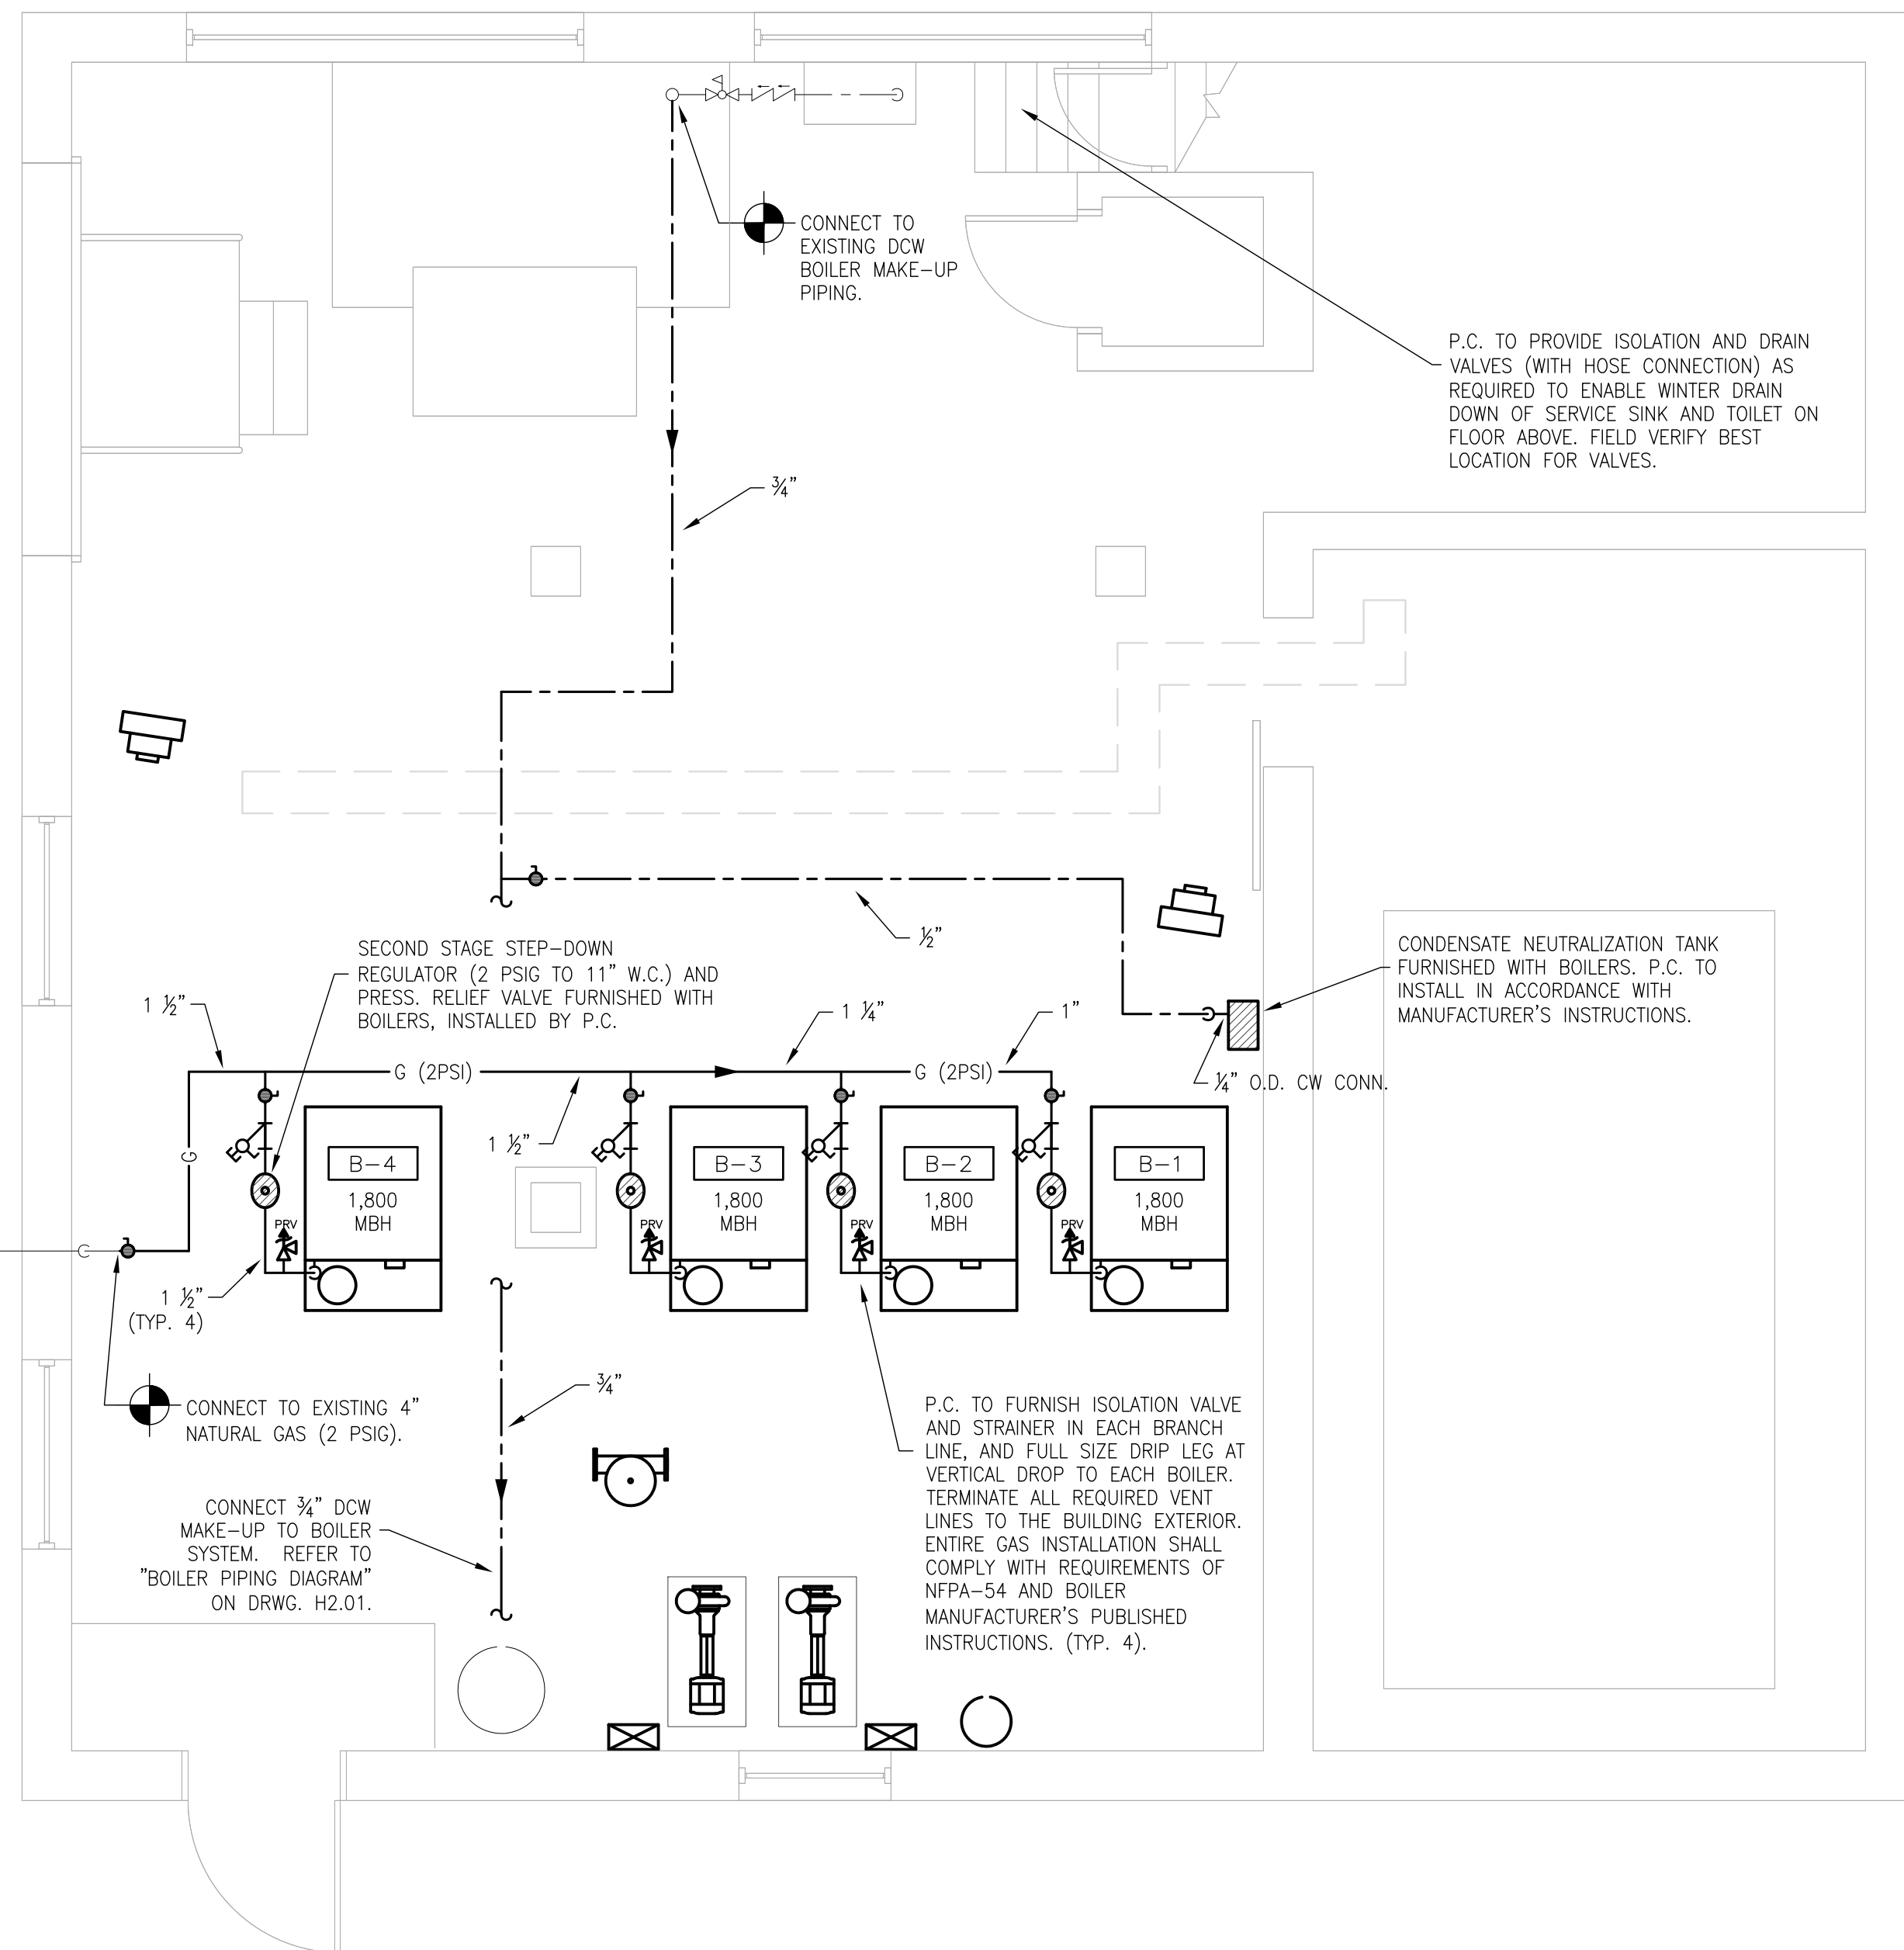 CONNECT TO
EXISTING DCW
BOILER MAKE-UP
PIPING.
P.C. TO PROVIDE ISOLATION AND DRAIN
VALVES (WITH HOSE CONNECTION) AS
REQUIRED TO ENABLE WINTER DRAIN
DOWN OF SERVICE SINK AND TOILET ON
FLOOR ABOVE. FIELD VERIFY BEST
LOCATION FOR VALVES.
¾"
½"
SECOND STAGE STEP-DOWN
REGULATOR (2 PSIG TO 11" W.C.) AND
PRESS. RELIEF VALVE FURNISHED WITH
BOILERS, INSTALLED BY P.C.
CONDENSATE NEUTRALIZATION TANK
FURNISHED WITH BOILERS. P.C. TO
INSTALL IN ACCORDANCE WITH
MANUFACTURER'S INSTRUCTIONS.
1 ½"
1 ¼"
1"
G (2PSI)
G (2PSI)
¼" O.D. CW CONN.
1 ½"
G
B-4
1,800
MBH
B-3
1,800
MBH
B-2
1,800
MBH
B-1
1,800
MBH
PRV
PRV
PRV
PRV
1 ½"
(TYP. 4)
CONNECT TO EXISTING 4"
NATURAL GAS (2 PSIG).
¾"
CONNECT ¾" DCW
MAKE-UP TO BOILER
SYSTEM. REFER TO
"BOILER PIPING DIAGRAM"
ON DRWG. H2.01.
P.C. TO FURNISH ISOLATION VALVE
AND STRAINER IN EACH BRANCH
LINE, AND FULL SIZE DRIP LEG AT
VERTICAL DROP TO EACH BOILER.
TERMINATE ALL REQUIRED VENT
LINES TO THE BUILDING EXTERIOR.
ENTIRE GAS INSTALLATION SHALL
COMPLY WITH REQUIREMENTS OF
NFPA-54 AND BOILER
MANUFACTURER'S PUBLISHED
INSTRUCTIONS. (TYP. 4).